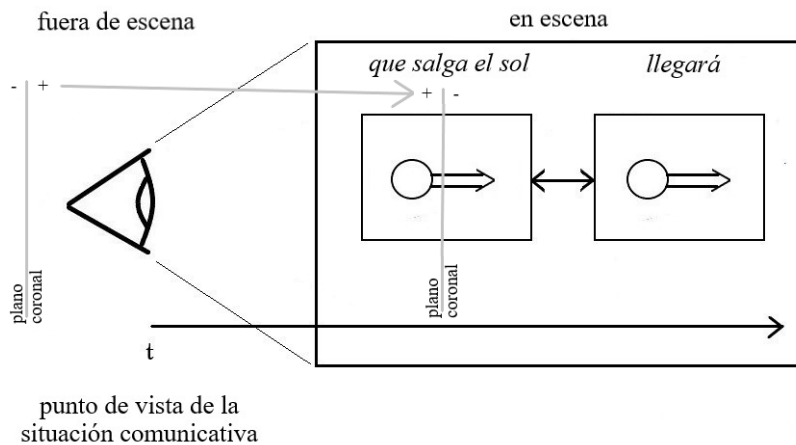 fuera de escena
en escena
que salga el sol
llegará
- +
+ -
plano
coronal
plano
coronal
t
punto de vista de la
situación comunicativa